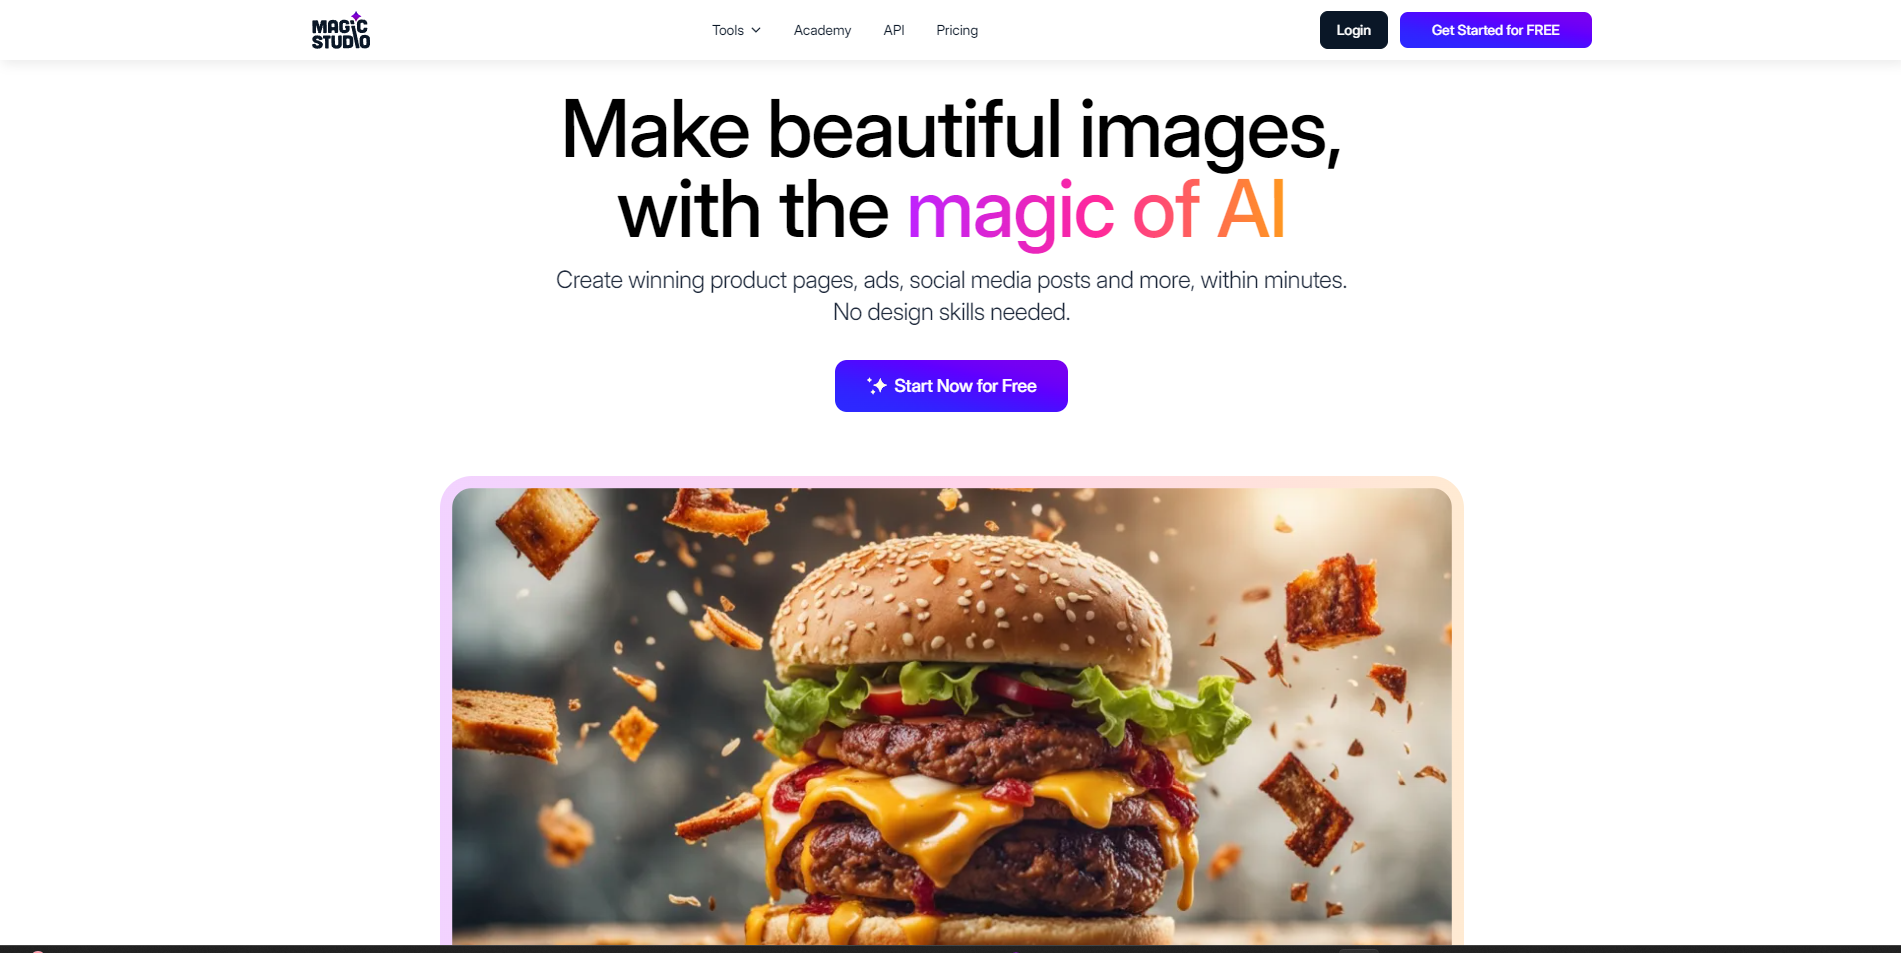 MAGIC
STUDIO
Tools
Academy
API
Pricing
Login
Get Started for FREE
Make beautiful images,
with the magic of AI
Create winning product pages, ads, social media posts and more, within minutes.
No design skills needed.
Start Now for Free